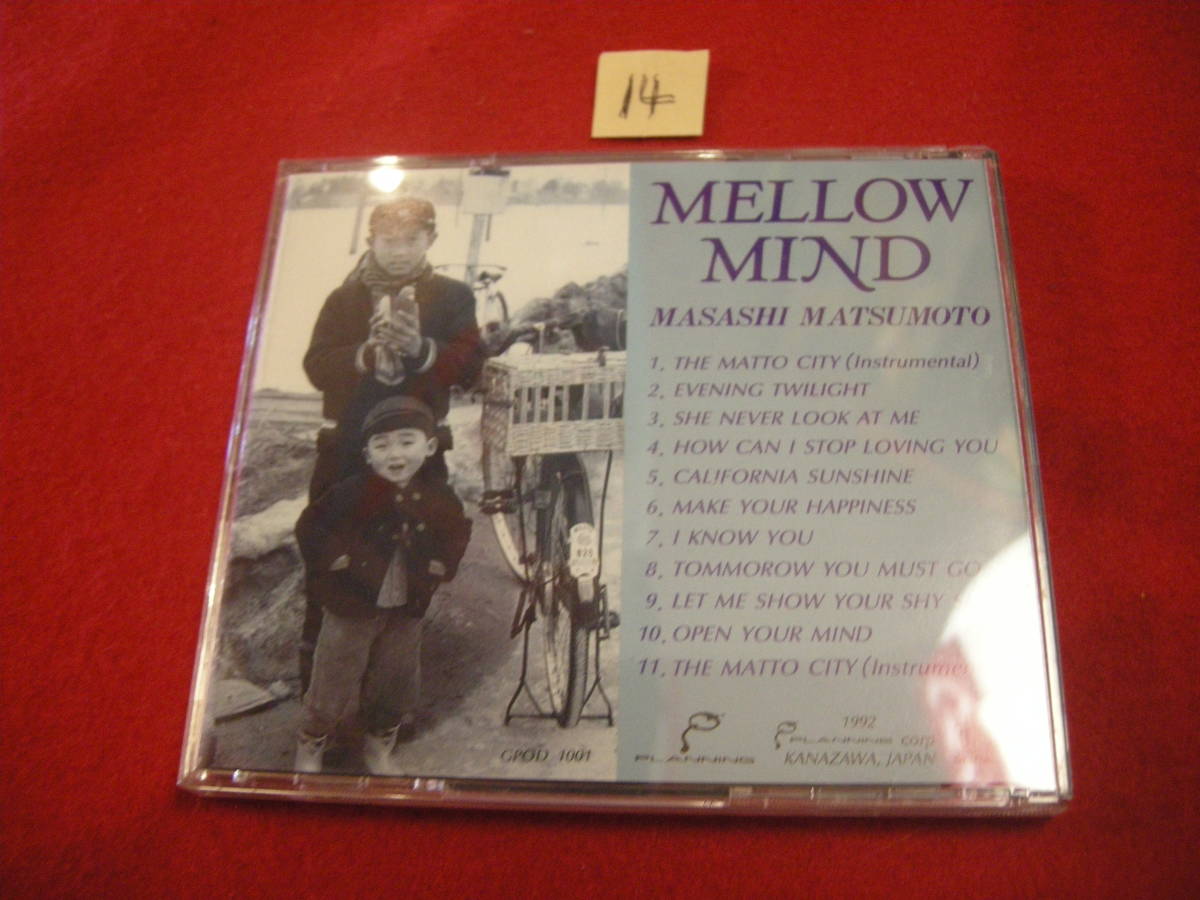 14
MELLOW
MIND
MASASHI MATSUMOTO
1. THE MATTO CITY (Instrumental)
2. EVENING TWILIGHT
3. SHE NEVER LOOK AT ME
4. HOW CAN I STOP LOVING YOU
5. CALIFORNIA SUNSHINE
6. MAKE YOUR HAPPINESS
7. I KNOW YOU
8. TOMMOROW YOU MUST GO
9. LET ME SHOW YOUR SHY
10. OPEN YOUR MIND
11. THE MATTO CITY (Instrume
GPOD 1001
PLANNING
1992
PLANNING corp
KANAZAWA, JAPAN